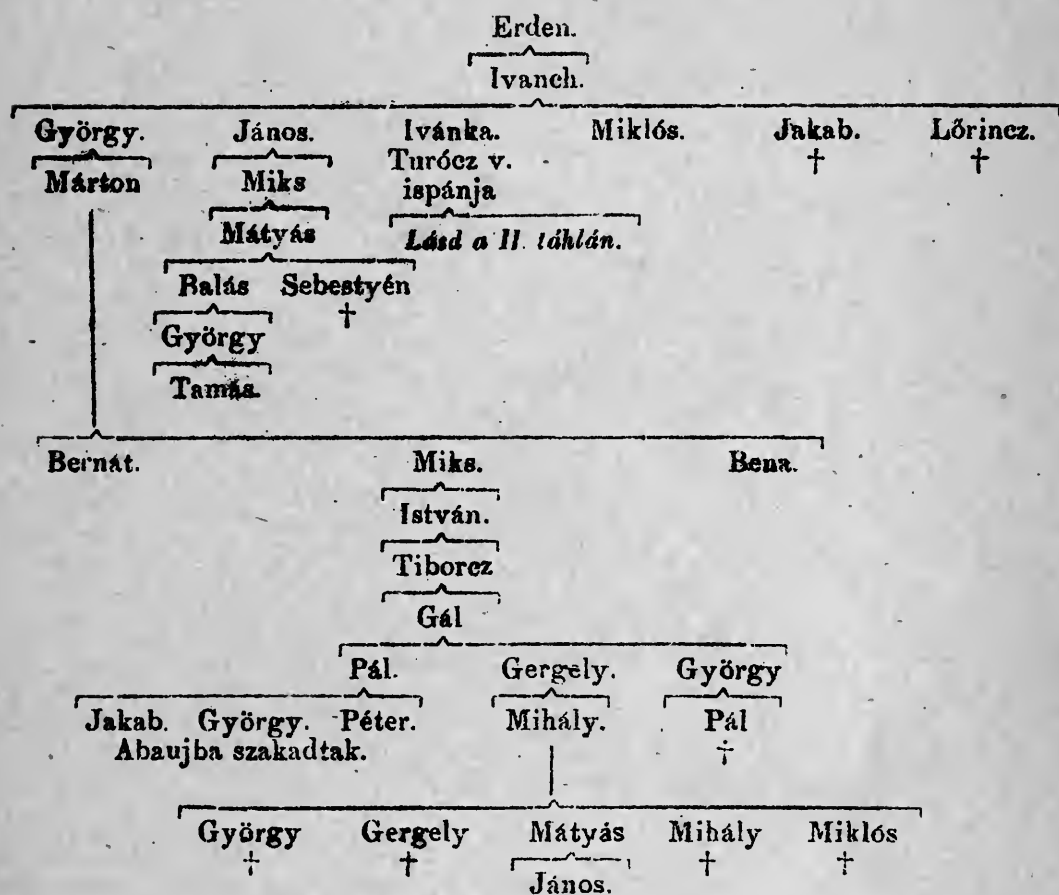 Erden.
Ivanch.
György. János. Ivánka. Miklós. Jakab. Lőrincz.
Márton Miks Turócz v. † †
ispánja
Mátyás Lásd a II. táblán.
Balás Sebestyén
†
György
Tamás.
Bernát. Miks. Bena.
István.
Tiborcz
Gál
Pál. Gergely. György
Jakab. György. Péter. Mihály. Pál
Abaujba szakadtak. †
György Gergely Mátyás Mihály Miklós
† † † †
János.